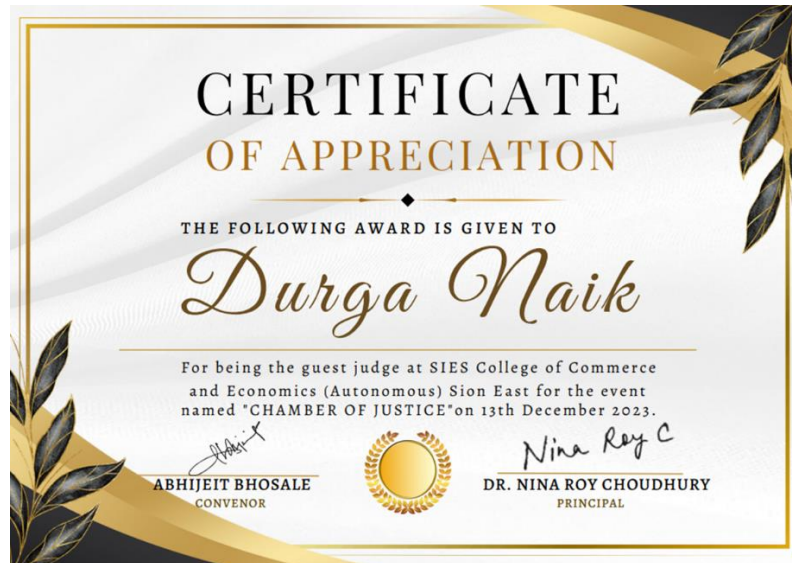 CERTIFICATE
OF APPRECIATION
THE FOLLOWING AWARD IS GIVEN TO
Durga Naik
For being the guest judge at SIES College of Commerce
and Economics (Autonomous) Sion East for the event
named "CHAMBER OF JUSTICE"on 13th December 2023.
Abhijit
Nina Roy C
ABHIJEIT BHOSALE
DR. NINA ROY CHOUDHURY
CONVENOR
PRINCIPAL